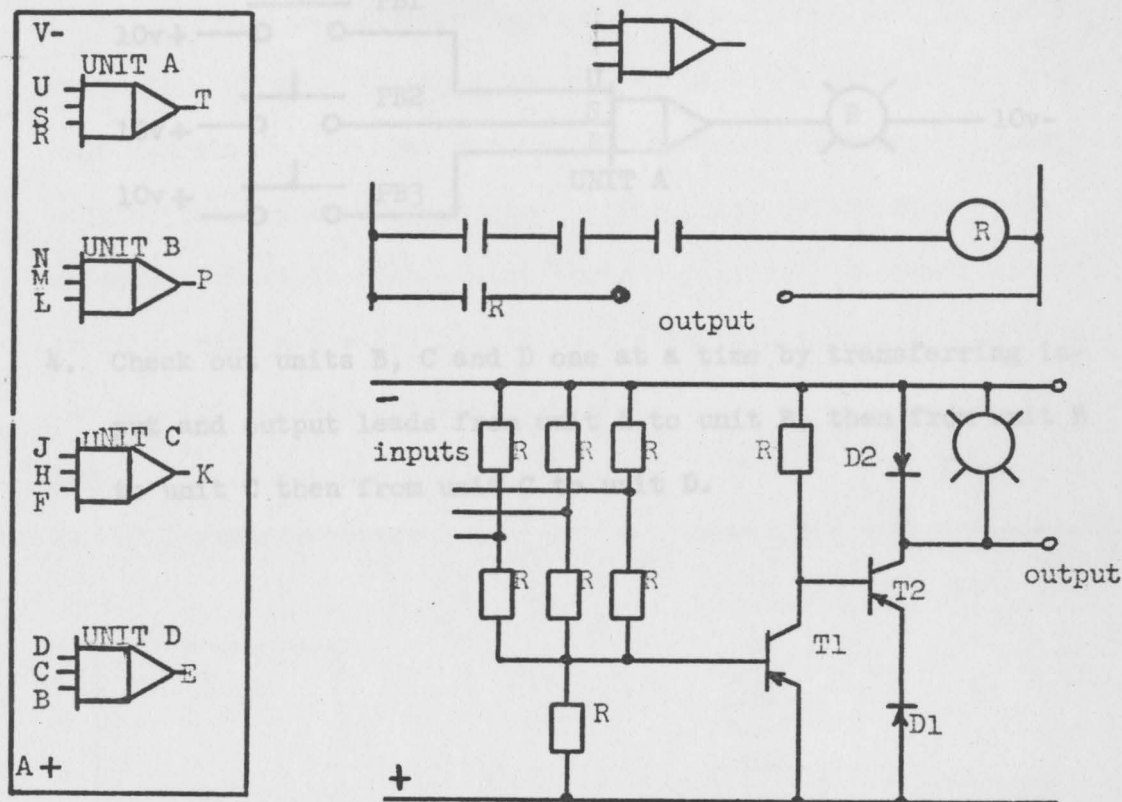 V-
UNIT A
U
S
R
T
UNIT B
N
M
L
P
UNIT C
J
H
F
K
UNIT D
D
C
B
E
A +
PB1
10v +
PB2
10v +
PB3
10v +
UNIT A
R
10v-
R
R
output
4. Check out units B, C and D one at a time by transferring in-
put and output leads from unit A to unit B, then from unit B
to unit C then from unit C to unit D.
-
inputs
R
R
R
R
D2
R
R
R
T2
output
T1
R
D1
+